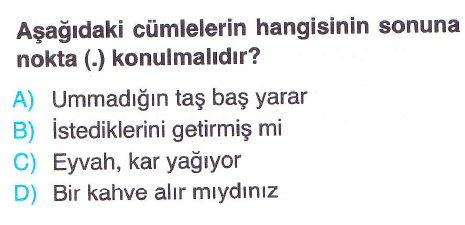 Aşağıdaki cümlelerin hangisinin sonuna
nokta (.) konulmalıdır?
A) Ummadığın taş baş yarar
B) İstediklerini getirmiş mi
C) Eyvah, kar yağıyor
D) Bir kahve alır mıydınız